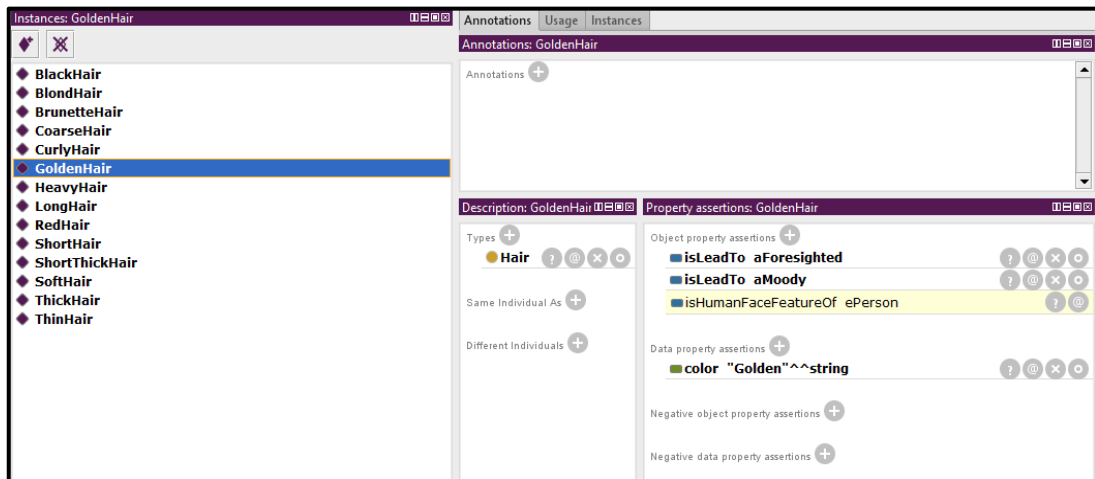 Instances: GoldenHair
BlackHair
BlondHair
BrunetteHair
CoarseHair
CurlyHair
GoldenHair
HeavyHair
LongHair
RedHair
ShortHair
ShortThickHair
SoftHair
ThickHair
ThinHair
Annotations Usage Instances
Annotations: GoldenHair
Annotations
Description: GoldenHair
Types
Hair
Same Individual As
Different Individuals
Property assertions: GoldenHair
Object property assertions
isLeadTo aForesighted
isLeadTo aMoody
isHumanFaceFeatureOf ePerson
Data property assertions
color "Golden"^^string
Negative object property assertions
Negative data property assertions